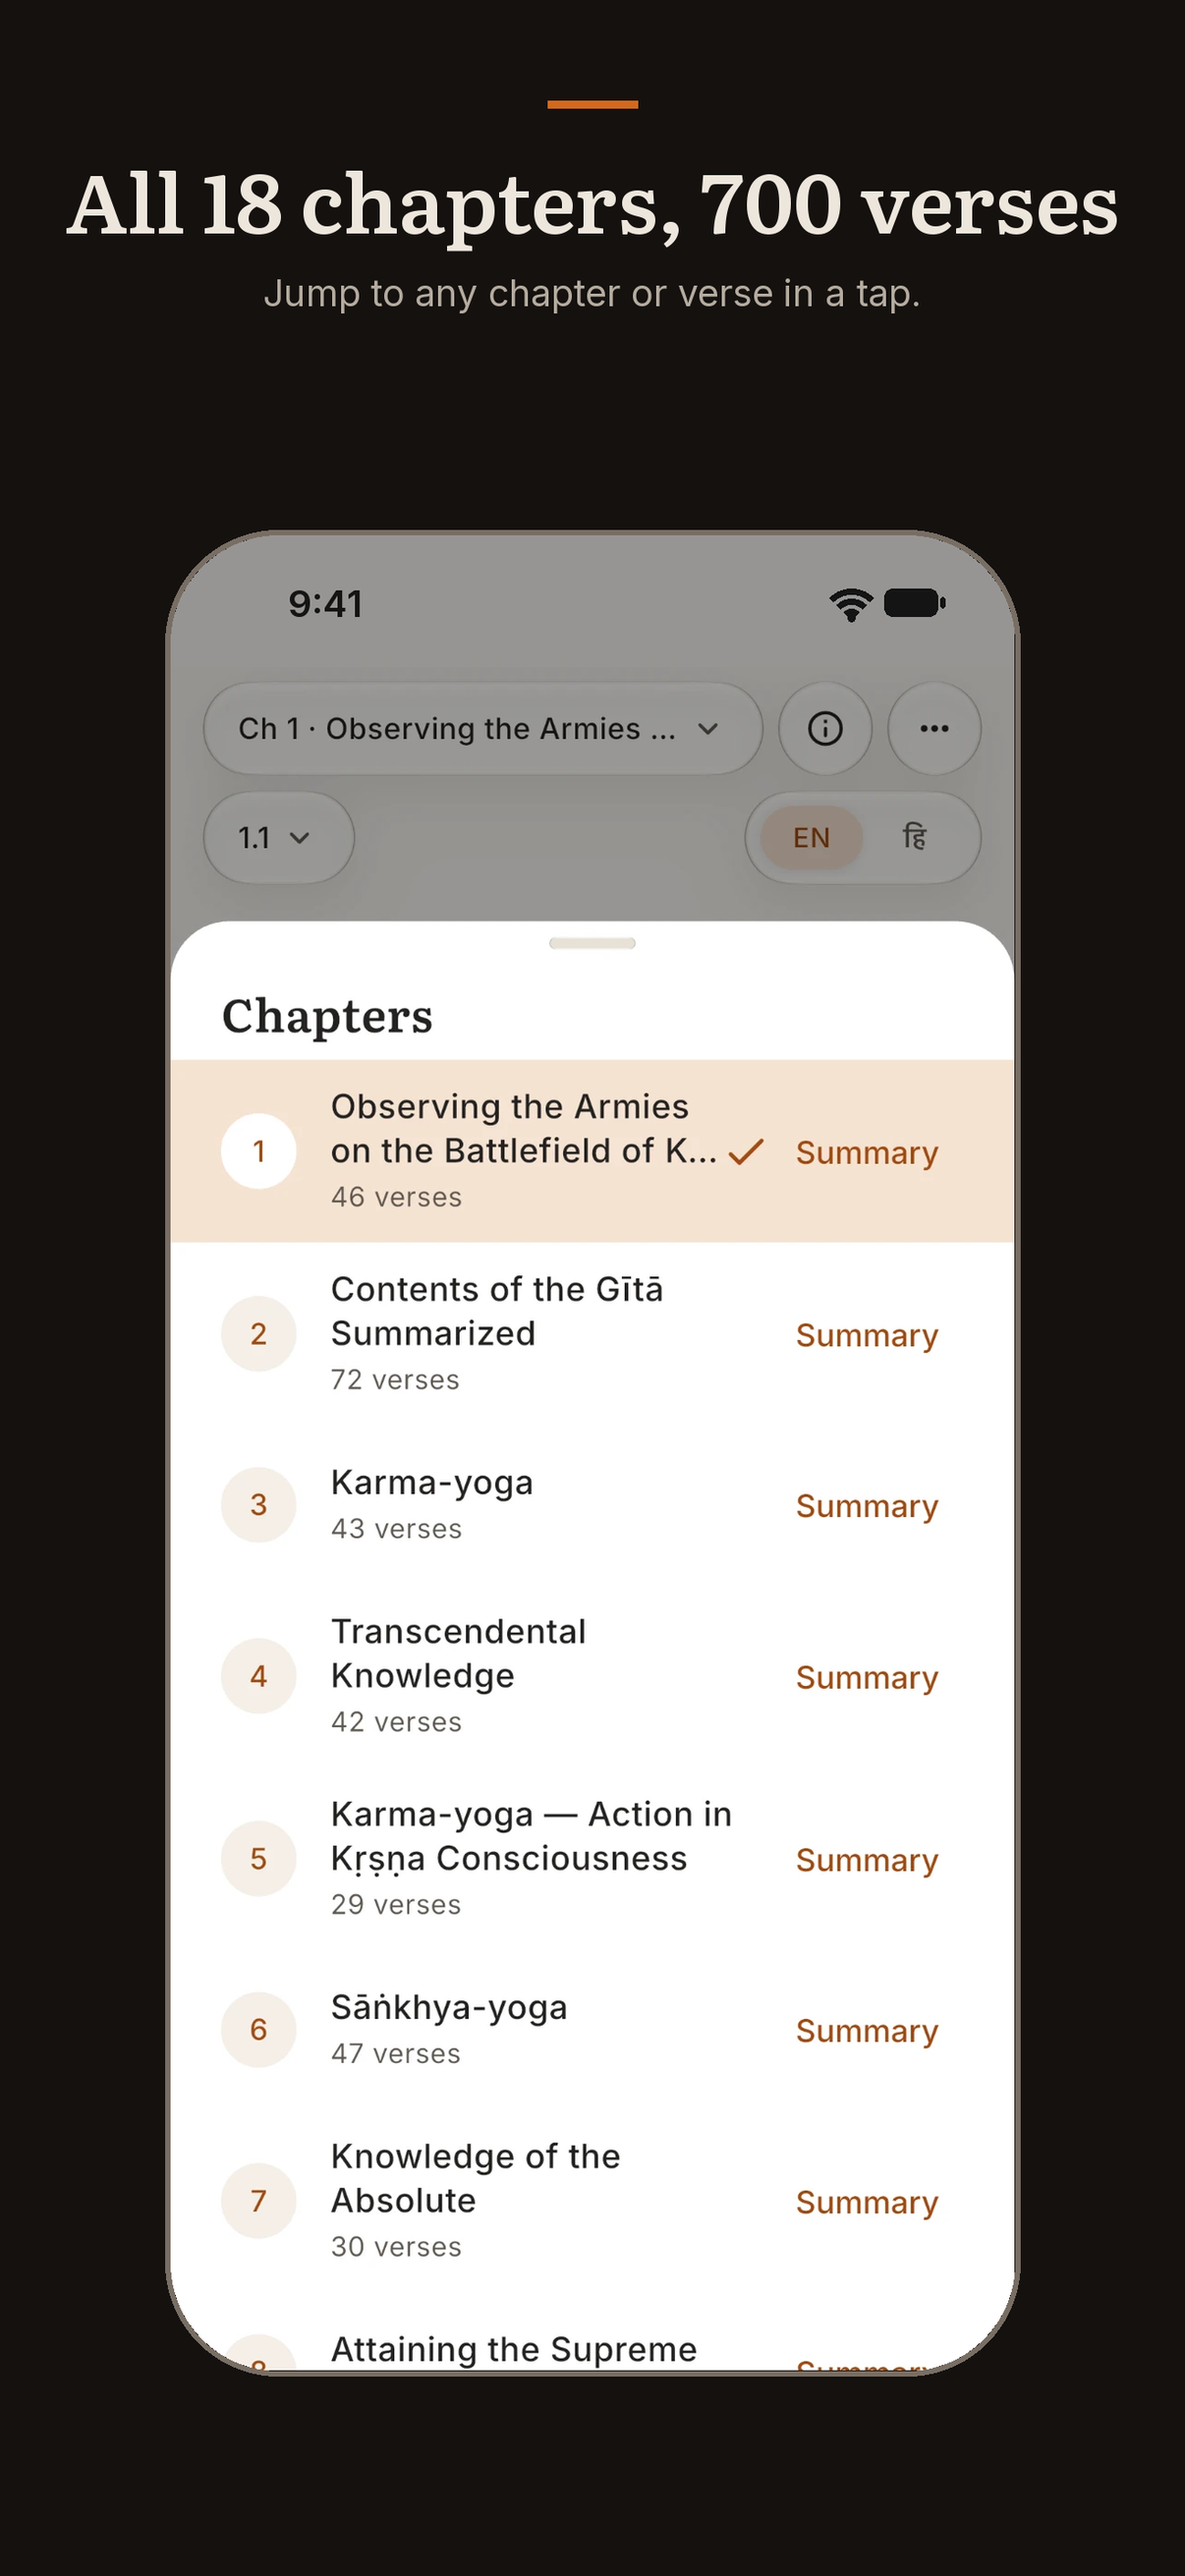 All 18 chapters, 700 verses
Jump to any chapter or verse in a tap.
9:41
Ch 1 · Observing the Armies ...
1.1
EN हि
Chapters
1
Observing the Armies
on the Battlefield of K...
46 verses
Summary
2
Contents of the Gītā
Summarized
72 verses
Summary
3
Karma-yoga
43 verses
Summary
4
Transcendental
Knowledge
42 verses
Summary
5
Karma-yoga — Action in
Kṛṣṇa Consciousness
29 verses
Summary
6
Sāṅkhya-yoga
47 verses
Summary
7
Knowledge of the
Absolute
30 verses
Summary
8
Attaining the Supreme
Summary